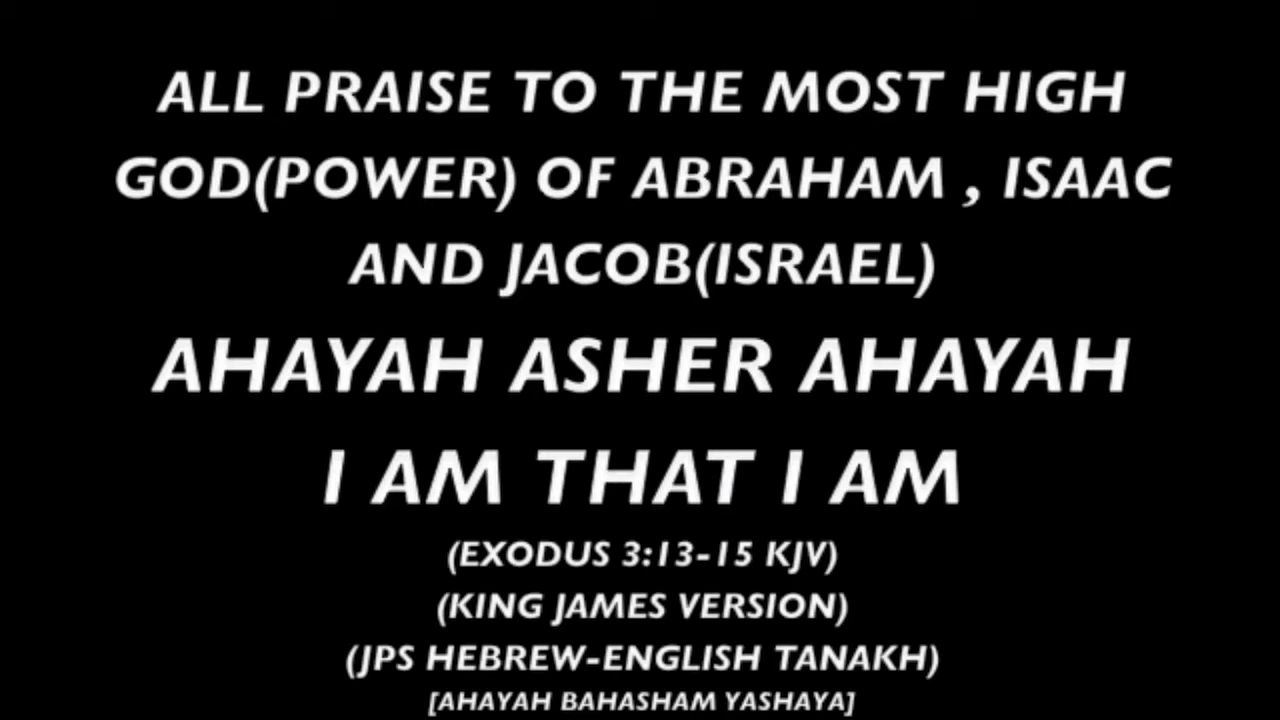 ALL PRAISE TO THE MOST HIGH
GOD(POWER) OF ABRAHAM , ISAAC
AND JACOB(ISRAEL)
AHAYAH ASHER AHAYAH
I AM THAT I AM
(EXODUS 3:13-15 KJV)
(KING JAMES VERSION)
(JPS HEBREW-ENGLISH TANAKH)
[AHAYAH BAHASHAM YASHAYA]